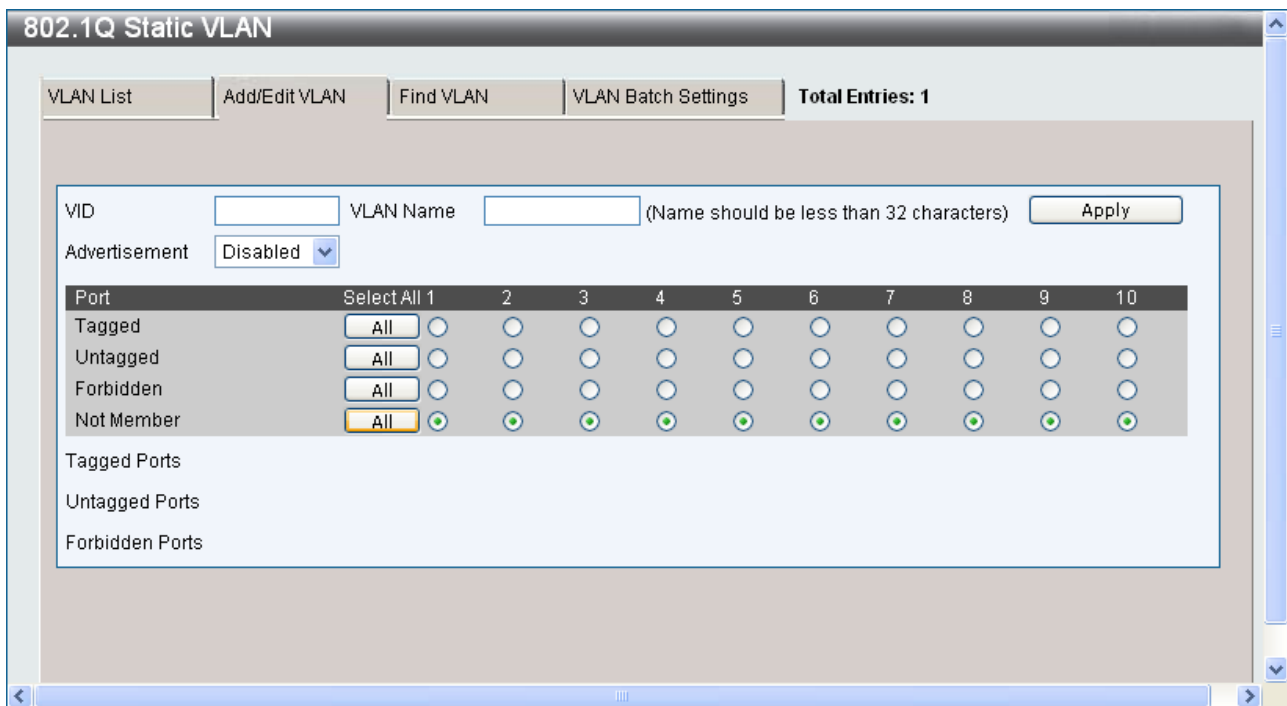 802.1Q Static VLAN
VLAN List Add/Edit VLAN Find VLAN VLAN Batch Settings Total Entries: 1
VID VLAN Name (Name should be less than 32 characters) Apply
Advertisement Disabled
Port Select All 1 2 3 4 5 6 7 8 9 10
Tagged All
Untagged All
Forbidden All
Not Member All
Tagged Ports
Untagged Ports
Forbidden Ports